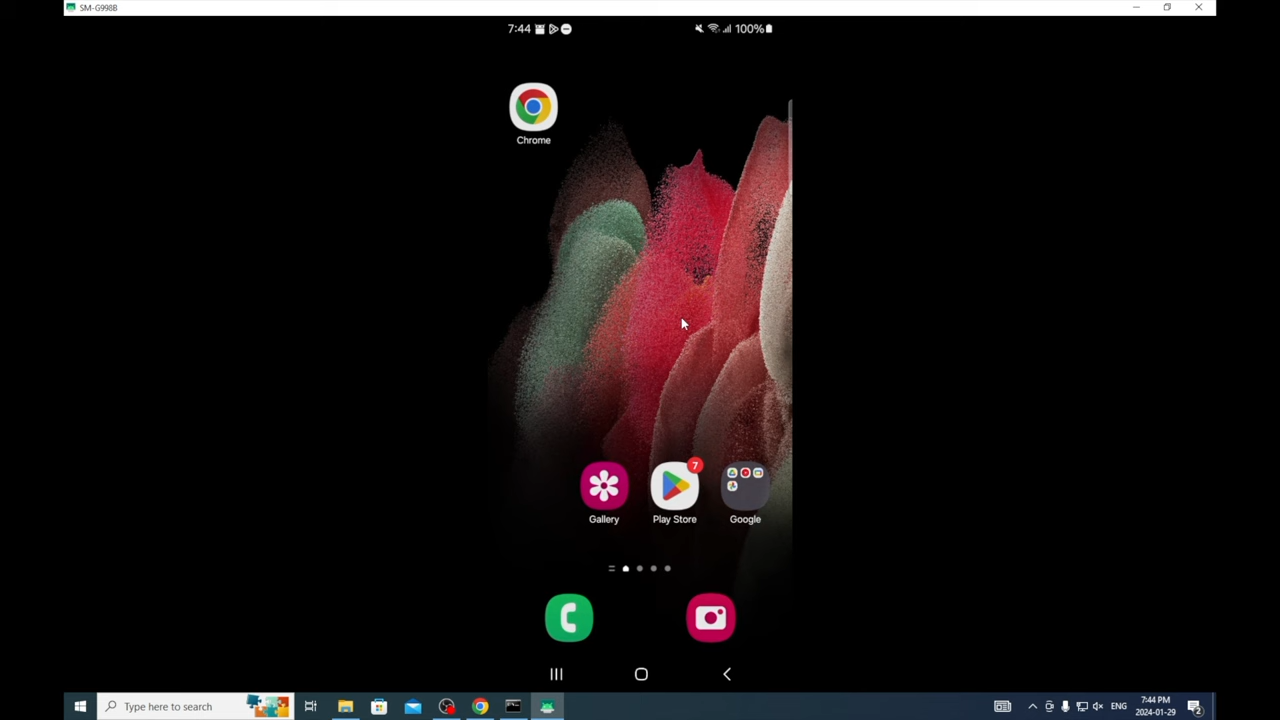 SM-G998B
7:44
100%
Chrome
7
Gallery
Play Store
Google
Type here to search
ENG
7:44 PM
2024-01-29
2